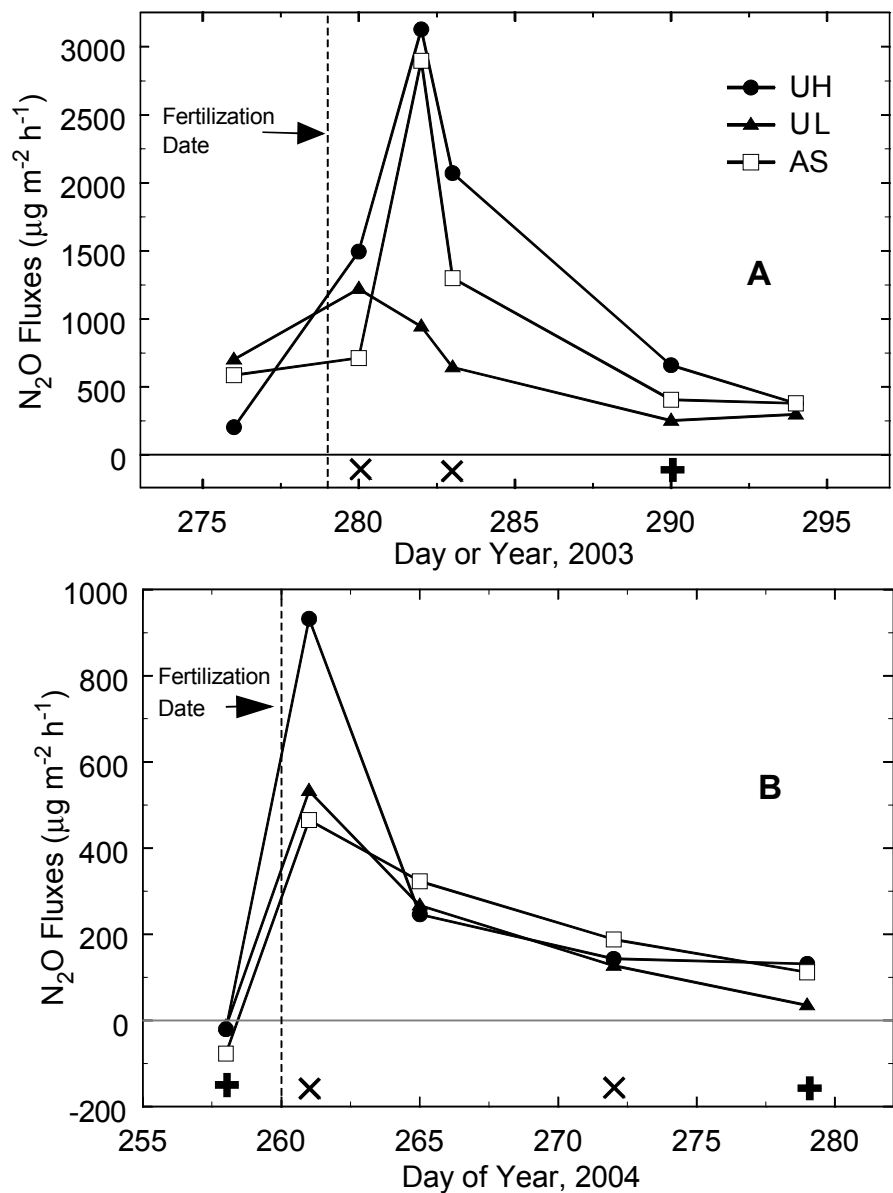 3000
2500
2000
1500
1000
500
0
N₂O Fluxes (µg m⁻² h⁻¹)
Fertilization
Date
UH
UL
AS
A
275 280 285 290 295
Day or Year, 2003
1000
800
600
400
200
0
-200
N₂O Fluxes (µg m⁻² h⁻¹)
Fertilization
Date
B
255 260 265 270 275 280
Day of Year, 2004